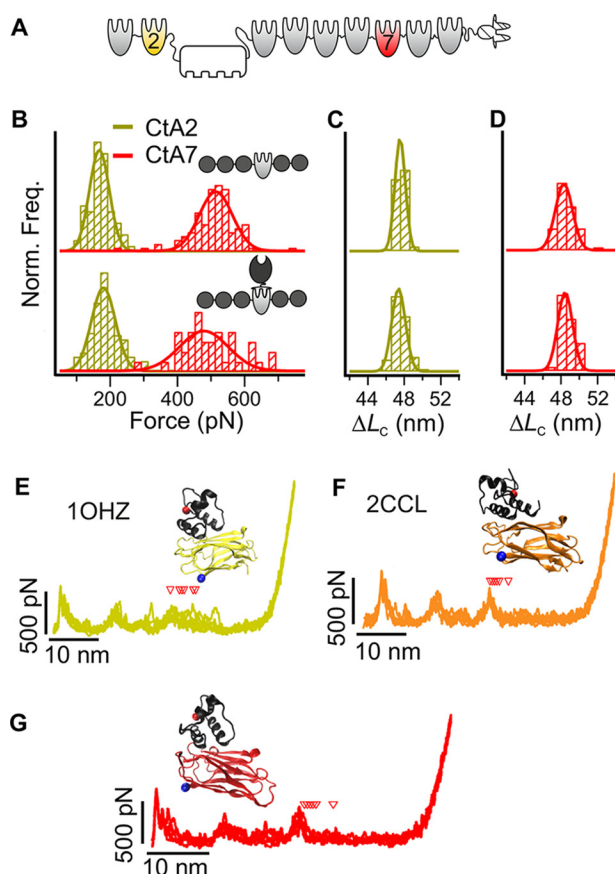 A
2
7
B
CtA2
CtA7
C
D
Norm. Freq.
200 400 600
Force (pN)
44 48 52
ΔLc (nm)
44 48 52
ΔLc (nm)
E
1OHZ
500 pN
10 nm
F
2CCL
500 pN
10 nm
G
500 pN
10 nm